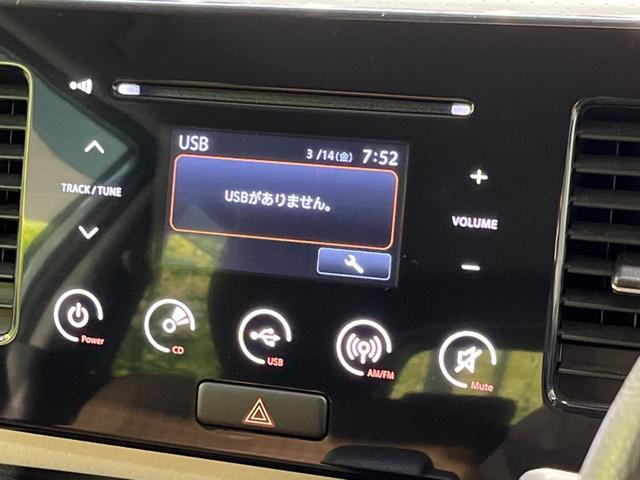 USB
3/14(金) 7:52
USBがありません。
TRACK/TUNE
+
VOLUME
-
Power
CD
USB
AM/FM
Mute